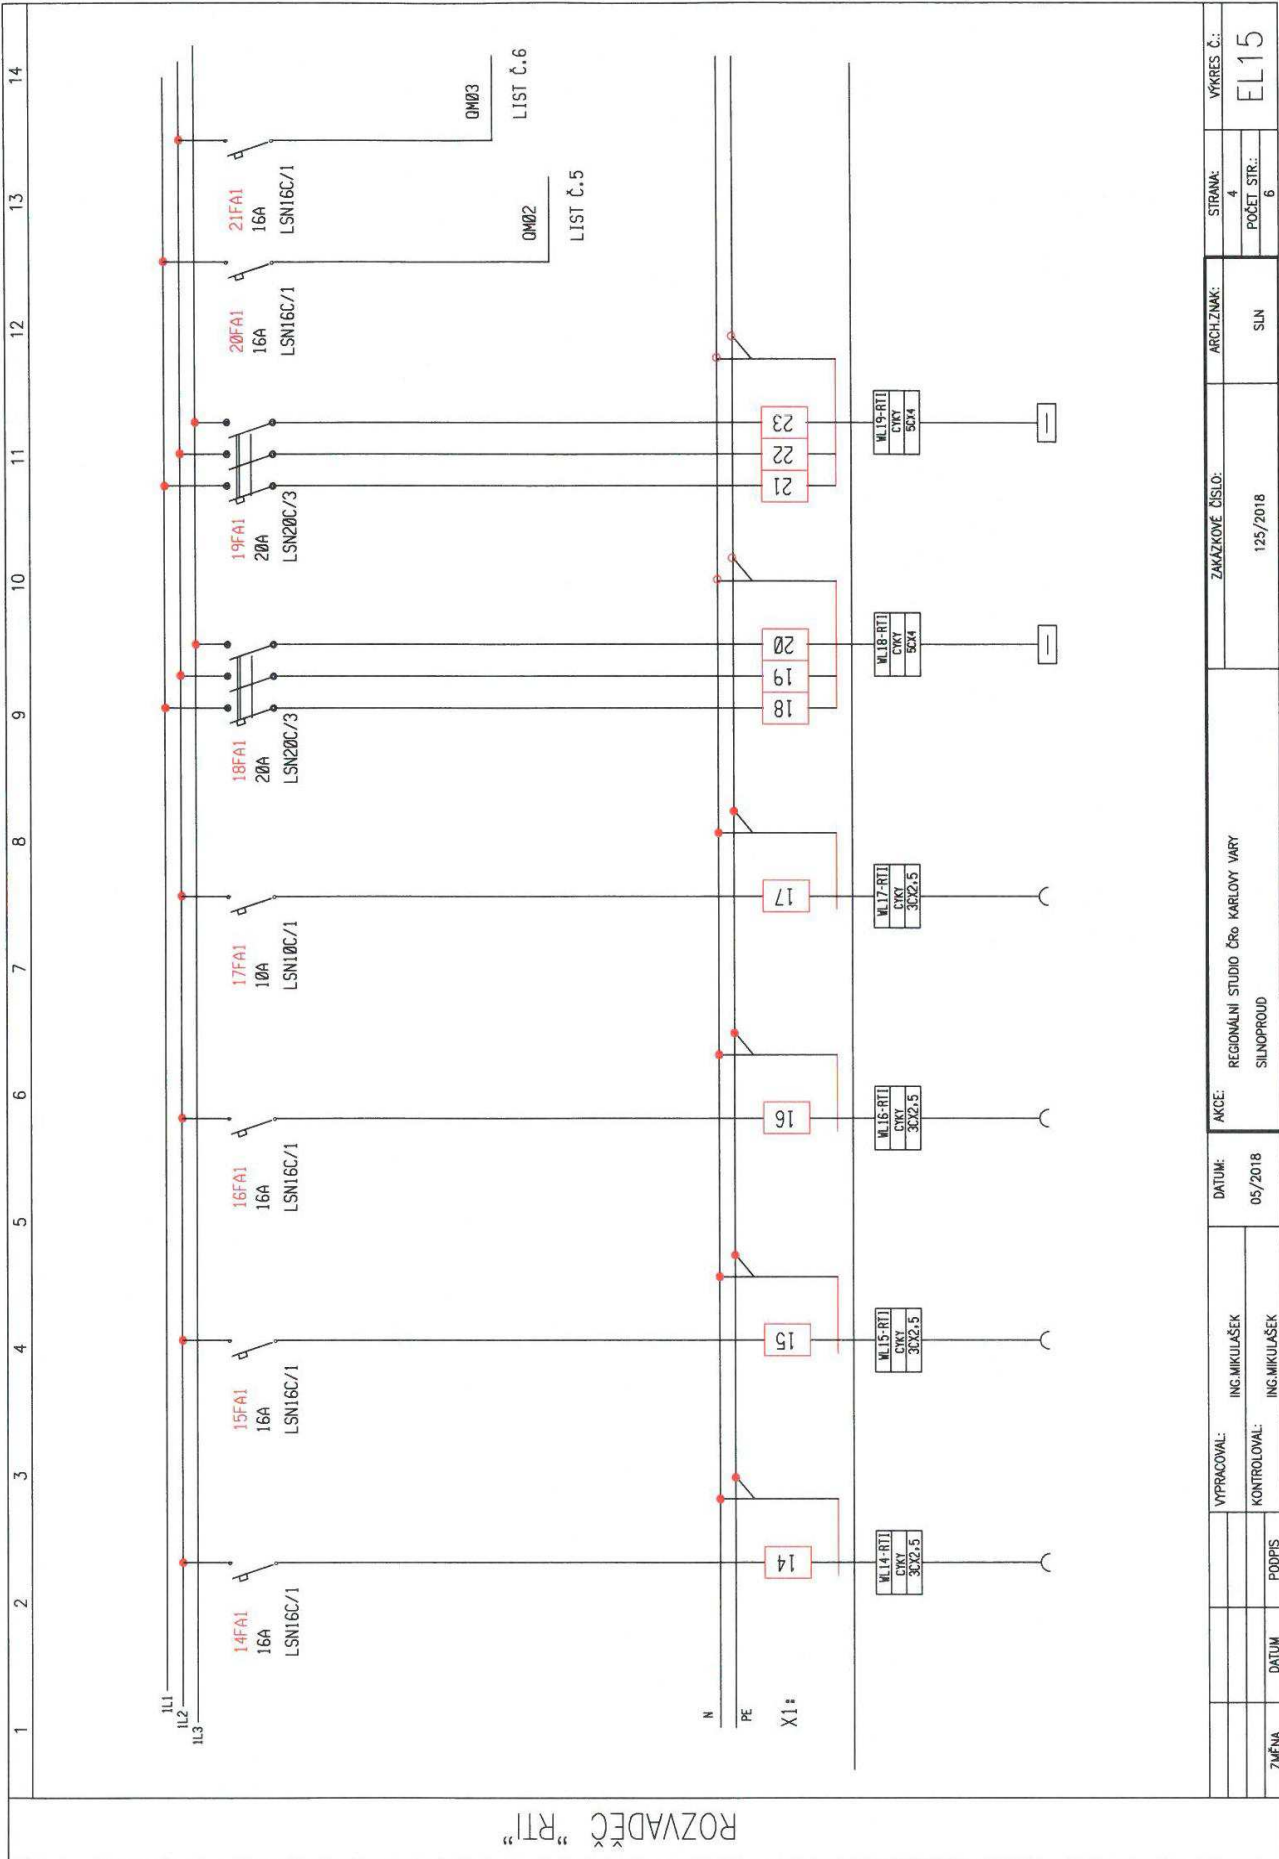 1 2 3 4 5 6 7 8 9 10 11 12 13 14
ROZVADĚČ "RTI"
1L1
1L2
1L3
14FA1
16A
LSN16C/1
15FA1
16A
LSN16C/1
16FA1
16A
LSN16C/1
17FA1
10A
LSN10C/1
18FA1
20A
LSN20C/3
19FA1
20A
LSN20C/3
20FA1
16A
LSN16C/1
21FA1
16A
LSN16C/1
QM02
LIST Č.5
QM03
LIST Č.6
N
PE
X1:
14
15
16
17
18 19 20
21 22 23
WL14-RTI
CYKY
3CX2,5
WL15-RTI
CYKY
3CX2,5
WL16-RTI
CYKY
3CX2,5
WL17-RTI
CYKY
3CX2,5
WL18-RTI
CYKY
5CX4
WL19-RTI
CYKY
5CX4
ZMĚNA DATUM PODPIS
VYPRACOVAL:
ING.MIKULÁŠEK
KONTROLOVAL:
ING.MIKULÁŠEK
DATUM:
05/2018
AKCE:
REGIONÁLNÍ STUDIO ČRo KARLOVY VARY
SILNOPROUD
ZAKÁZKOVÉ ČÍSLO:
125/2018
ARCH.ZNAK:
SLN
STRANA:
4
POČET STR.:
6
VÝKRES Č.:
EL15